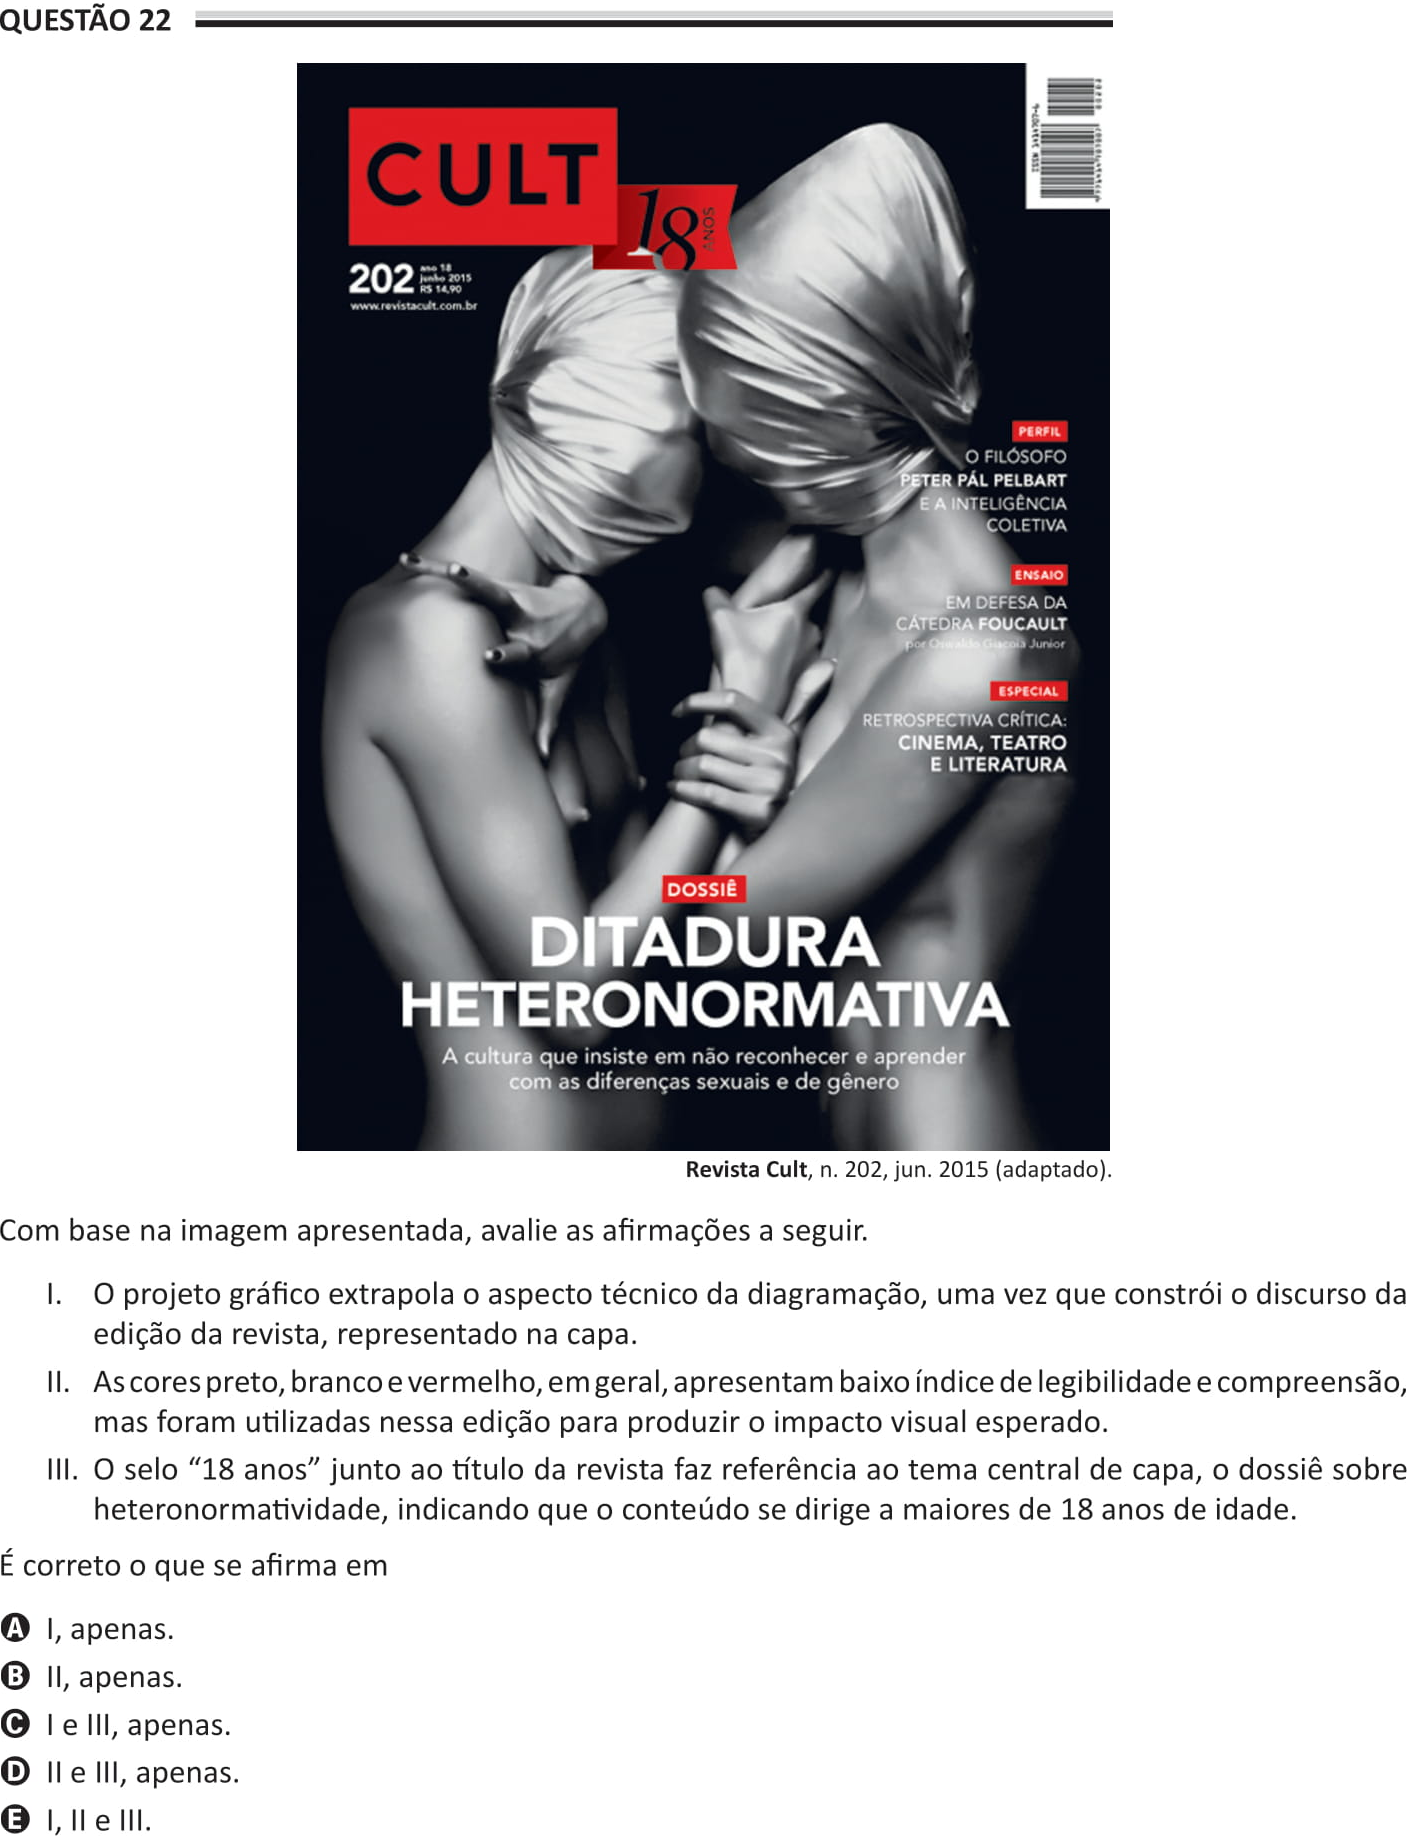 QUESTÃO 22
CULT
18
ANOS
202
ano 18
junho 2015
R$ 14,90
www.revistacult.com.br
PERFIL
O FILÓSOFO
PETER PÁL PELBART
E A INTELIGÊNCIA
COLETIVA
ENSAIO
EM DEFESA DA
CÁTEDRA FOUCAULT
por Oswaldo Giacoia Junior
ESPECIAL
RETROSPECTIVA CRÍTICA:
CINEMA, TEATRO
E LITERATURA
DOSSIÊ
DITADURA
HETERONORMATIVA
A cultura que insiste em não reconhecer e aprender
com as diferenças sexuais e de gênero
Revista Cult, n. 202, jun. 2015 (adaptado).
Com base na imagem apresentada, avalie as afirmações a seguir.
I. O projeto gráfico extrapola o aspecto técnico da diagramação, uma vez que constrói o discurso da
edição da revista, representado na capa.
II. As cores preto, branco e vermelho, em geral, apresentam baixo índice de legibilidade e compreensão,
mas foram utilizadas nessa edição para produzir o impacto visual esperado.
III. O selo “18 anos” junto ao título da revista faz referência ao tema central de capa, o dossiê sobre
heteronormatividade, indicando que o conteúdo se dirige a maiores de 18 anos de idade.
É correto o que se afirma em
A I, apenas.
B II, apenas.
C I e III, apenas.
D II e III, apenas.
E I, II e III.